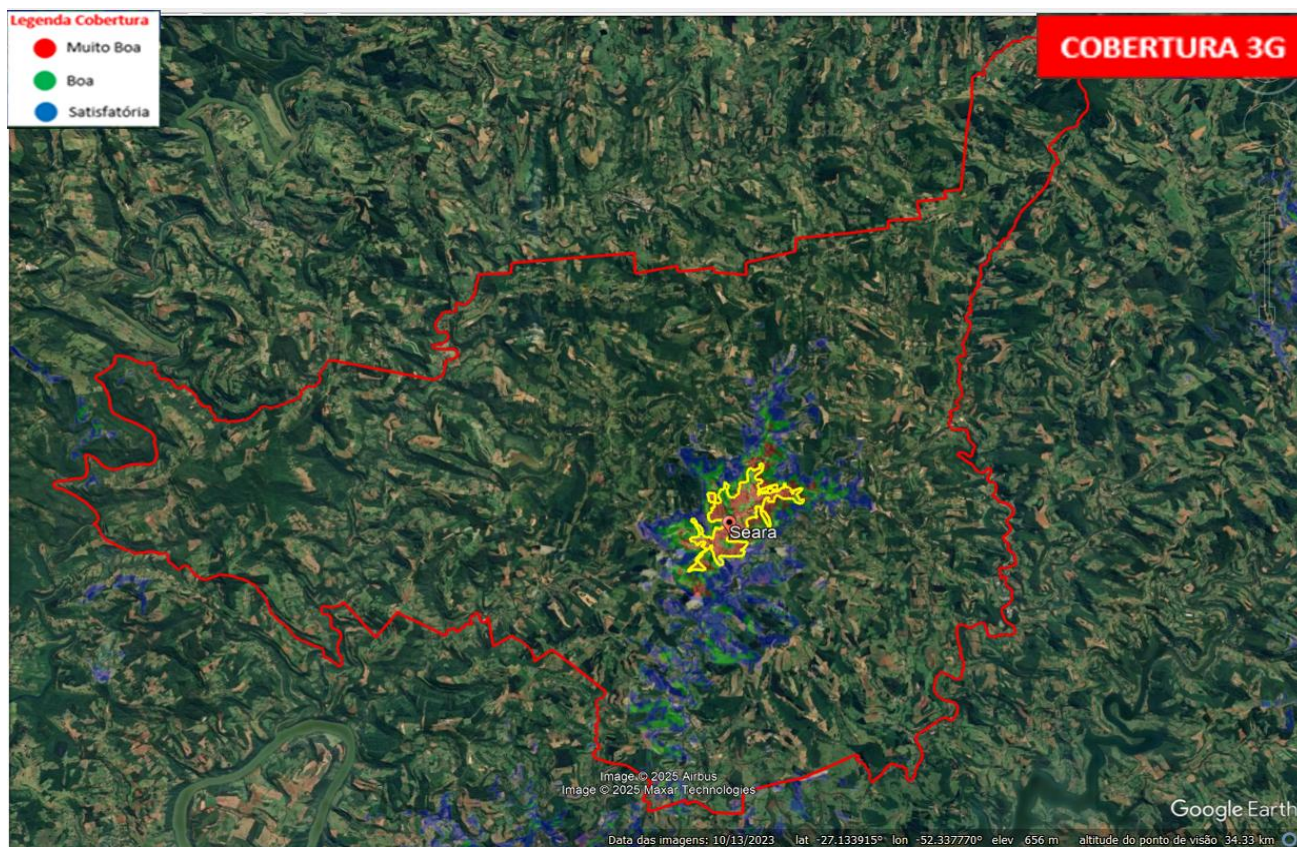 Legenda Cobertura
Muito Boa
Boa
Satisfatória
COBERTURA 3G
Seara
Image © 2025 Airbus
Image © 2025 Maxar Technologies
Google Earth
Data das imagens: 10/13/2023 lat -27.133915° lon -52.337770° elev 656 m altitude do ponto de visão 34.33 km